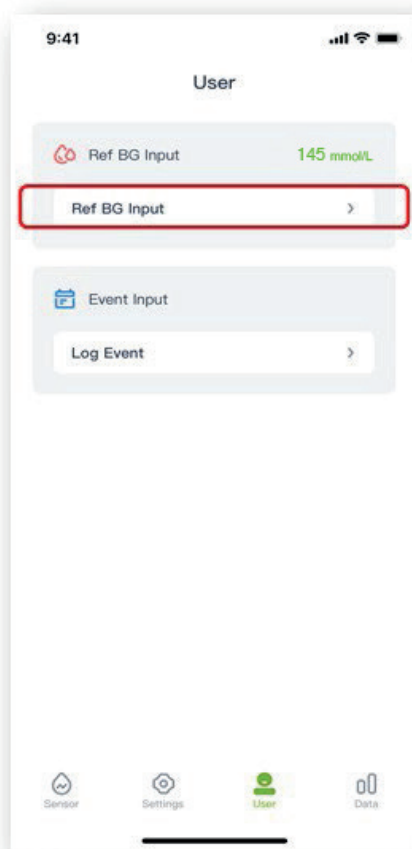 9:41
User
Ref BG Input 145 mmol/L
Ref BG Input
Event Input
Log Event
Sensor Settings User Data